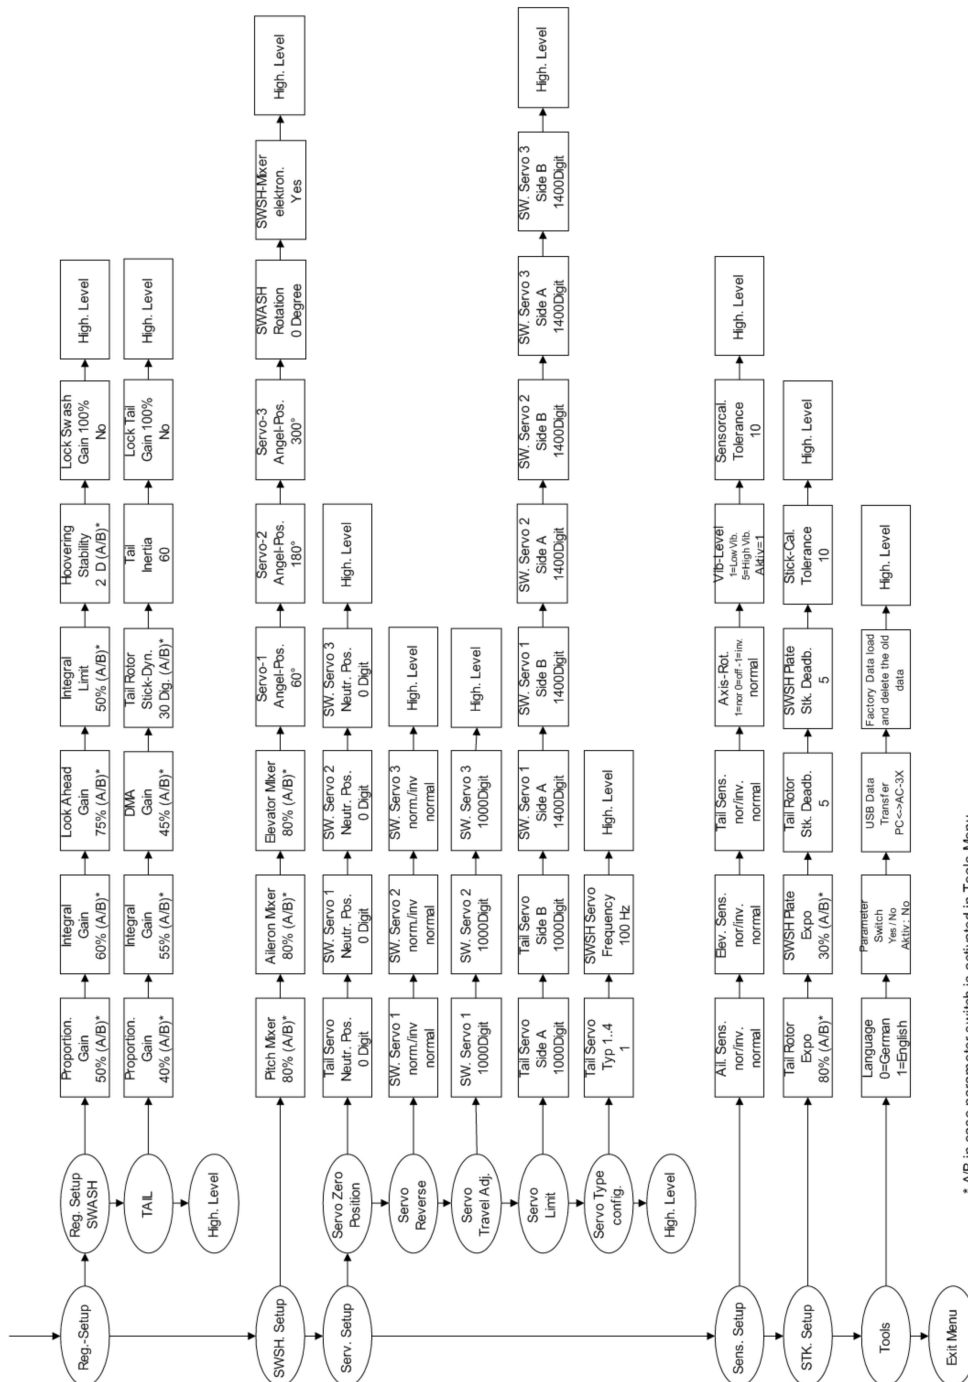 Reg.-Setup
Reg. Setup
SWASH
Proportion.
Gain
50% (A/B)*
Integral
Gain
60% (A/B)*
Look Ahead
Gain
75% (A/B)*
Integral
Limit
50% (A/B)*
Hoovering
Stability
2 D (A/B)*
Lock Swash
Gain 100%
No
High. Level
TAIL
Proportion.
Gain
40% (A/B)*
Integral
Gain
55% (A/B)*
DMA
Gain
45% (A/B)*
Tail Rotor
Stick-Dyn.
30 Dig. (A/B)*
Tail
Inertia
60
Lock Tail
Gain 100%
No
High. Level
High. Level
SWSH. Setup
Pitch Mixer
80% (A/B)*
Aileron Mixer
80% (A/B)*
Elevator Mixer
80% (A/B)*
Servo-1
Angel-Pos.
60°
Servo-2
Angel-Pos.
180°
Servo-3
Angel-Pos.
300°
SWASH
Rotation
0 Degree
SWSH-Mixer
elektron.
Yes
High. Level
Serv. Setup
Servo Zero
Position
Tail Servo
Neutr. Pos.
0 Digit
SW. Servo 1
Neutr. Pos.
0 Digit
SW. Servo 2
Neutr. Pos.
0 Digit
SW. Servo 3
Neutr. Pos.
0 Digit
High. Level
Servo
Reverse
SW. Servo 1
norm./inv
normal
SW. Servo 2
norm./inv
normal
SW. Servo 3
norm./inv
normal
High. Level
Servo
Travel Adj.
SW. Servo 1
1000Digit
SW. Servo 2
1000Digit
SW. Servo 3
1000Digit
High. Level
Servo
Limit
Tail Servo
Side A
1000Digit
Tail Servo
Side B
1000Digit
SW. Servo 1
Side A
1400Digit
SW. Servo 1
Side B
1400Digit
SW. Servo 2
Side A
1400Digit
SW. Servo 2
Side B
1400Digit
SW. Servo 3
Side A
1400Digit
SW. Servo 3
Side B
1400Digit
High. Level
Servo Type
config.
Tail Servo
Typ 1..4
1
SWSH Servo
Frequency
100 Hz
High. Level
High. Level
Sens. Setup
Ail. Sens.
nor/inv.
normal
Elev. Sens.
nor/inv.
normal
Tail Sens.
nor/inv.
normal
Axis-Rot.
1=nor 0=off -1=inv.
normal
Vib-Level
1=Low Vib.
5=High Vib.
Aktiv=1
Sensorcal.
Tolerance
10
High. Level
STK. Setup
Tail Rotor
Expo
80% (A/B)*
SWSH Plate
Expo
30% (A/B)*
Tail Rotor
Stk. Deadb.
5
SWSH Plate
Stk. Deadb.
5
Stick-Cal.
Tolerance
10
High. Level
Tools
Language
0=German
1=English
Parameter
Switch
Yes / No
Aktiv: No
USB Data
Transfer
PC<->AC-3X
Factory Data load
and delete the old
data
High. Level
Exit Menu